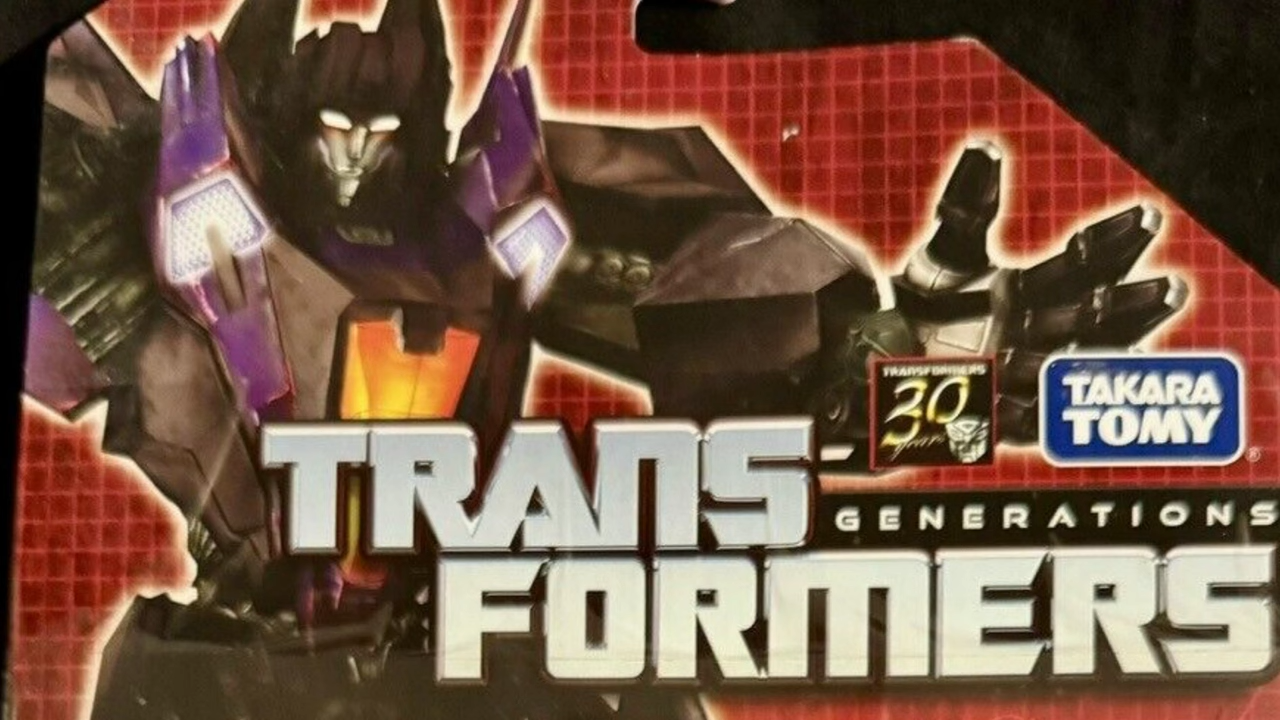 TRANSFORMERS
30
years
TAKARA
TOMY
®
TRANS
GENERATIONS
FORMERS